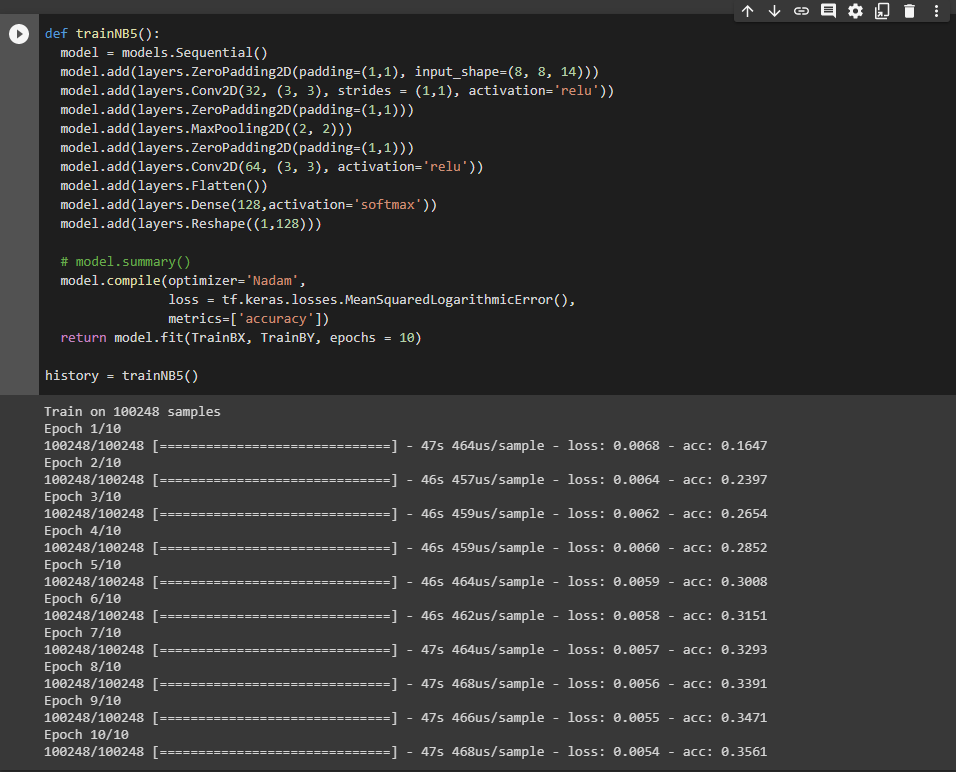 def trainNB5():
  model = models.Sequential()
  model.add(layers.ZeroPadding2D(padding=(1,1), input_shape=(8, 8, 14)))
  model.add(layers.Conv2D(32, (3, 3), strides = (1,1), activation='relu'))
  model.add(layers.ZeroPadding2D(padding=(1,1)))
  model.add(layers.MaxPooling2D((2, 2)))
  model.add(layers.ZeroPadding2D(padding=(1,1)))
  model.add(layers.Conv2D(64, (3, 3), activation='relu'))
  model.add(layers.Flatten())
  model.add(layers.Dense(128,activation='softmax'))
  model.add(layers.Reshape((1,128)))
  # model.summary()
  model.compile(optimizer='Nadam',
                loss = tf.keras.losses.MeanSquaredLogarithmicError(),
                metrics=['accuracy'])
  return model.fit(TrainBX, TrainBY, epochs = 10)
history = trainNB5()
Train on 100248 samples
Epoch 1/10
100248/100248 [==============================] - 47s 464us/sample - loss: 0.0068 - acc: 0.1647
Epoch 2/10
100248/100248 [==============================] - 46s 457us/sample - loss: 0.0064 - acc: 0.2397
Epoch 3/10
100248/100248 [==============================] - 46s 459us/sample - loss: 0.0062 - acc: 0.2654
Epoch 4/10
100248/100248 [==============================] - 46s 459us/sample - loss: 0.0060 - acc: 0.2852
Epoch 5/10
100248/100248 [==============================] - 46s 464us/sample - loss: 0.0059 - acc: 0.3008
Epoch 6/10
100248/100248 [==============================] - 46s 462us/sample - loss: 0.0058 - acc: 0.3151
Epoch 7/10
100248/100248 [==============================] - 47s 464us/sample - loss: 0.0057 - acc: 0.3293
Epoch 8/10
100248/100248 [==============================] - 47s 468us/sample - loss: 0.0056 - acc: 0.3391
Epoch 9/10
100248/100248 [==============================] - 47s 466us/sample - loss: 0.0055 - acc: 0.3471
Epoch 10/10
100248/100248 [==============================] - 47s 468us/sample - loss: 0.0054 - acc: 0.3561